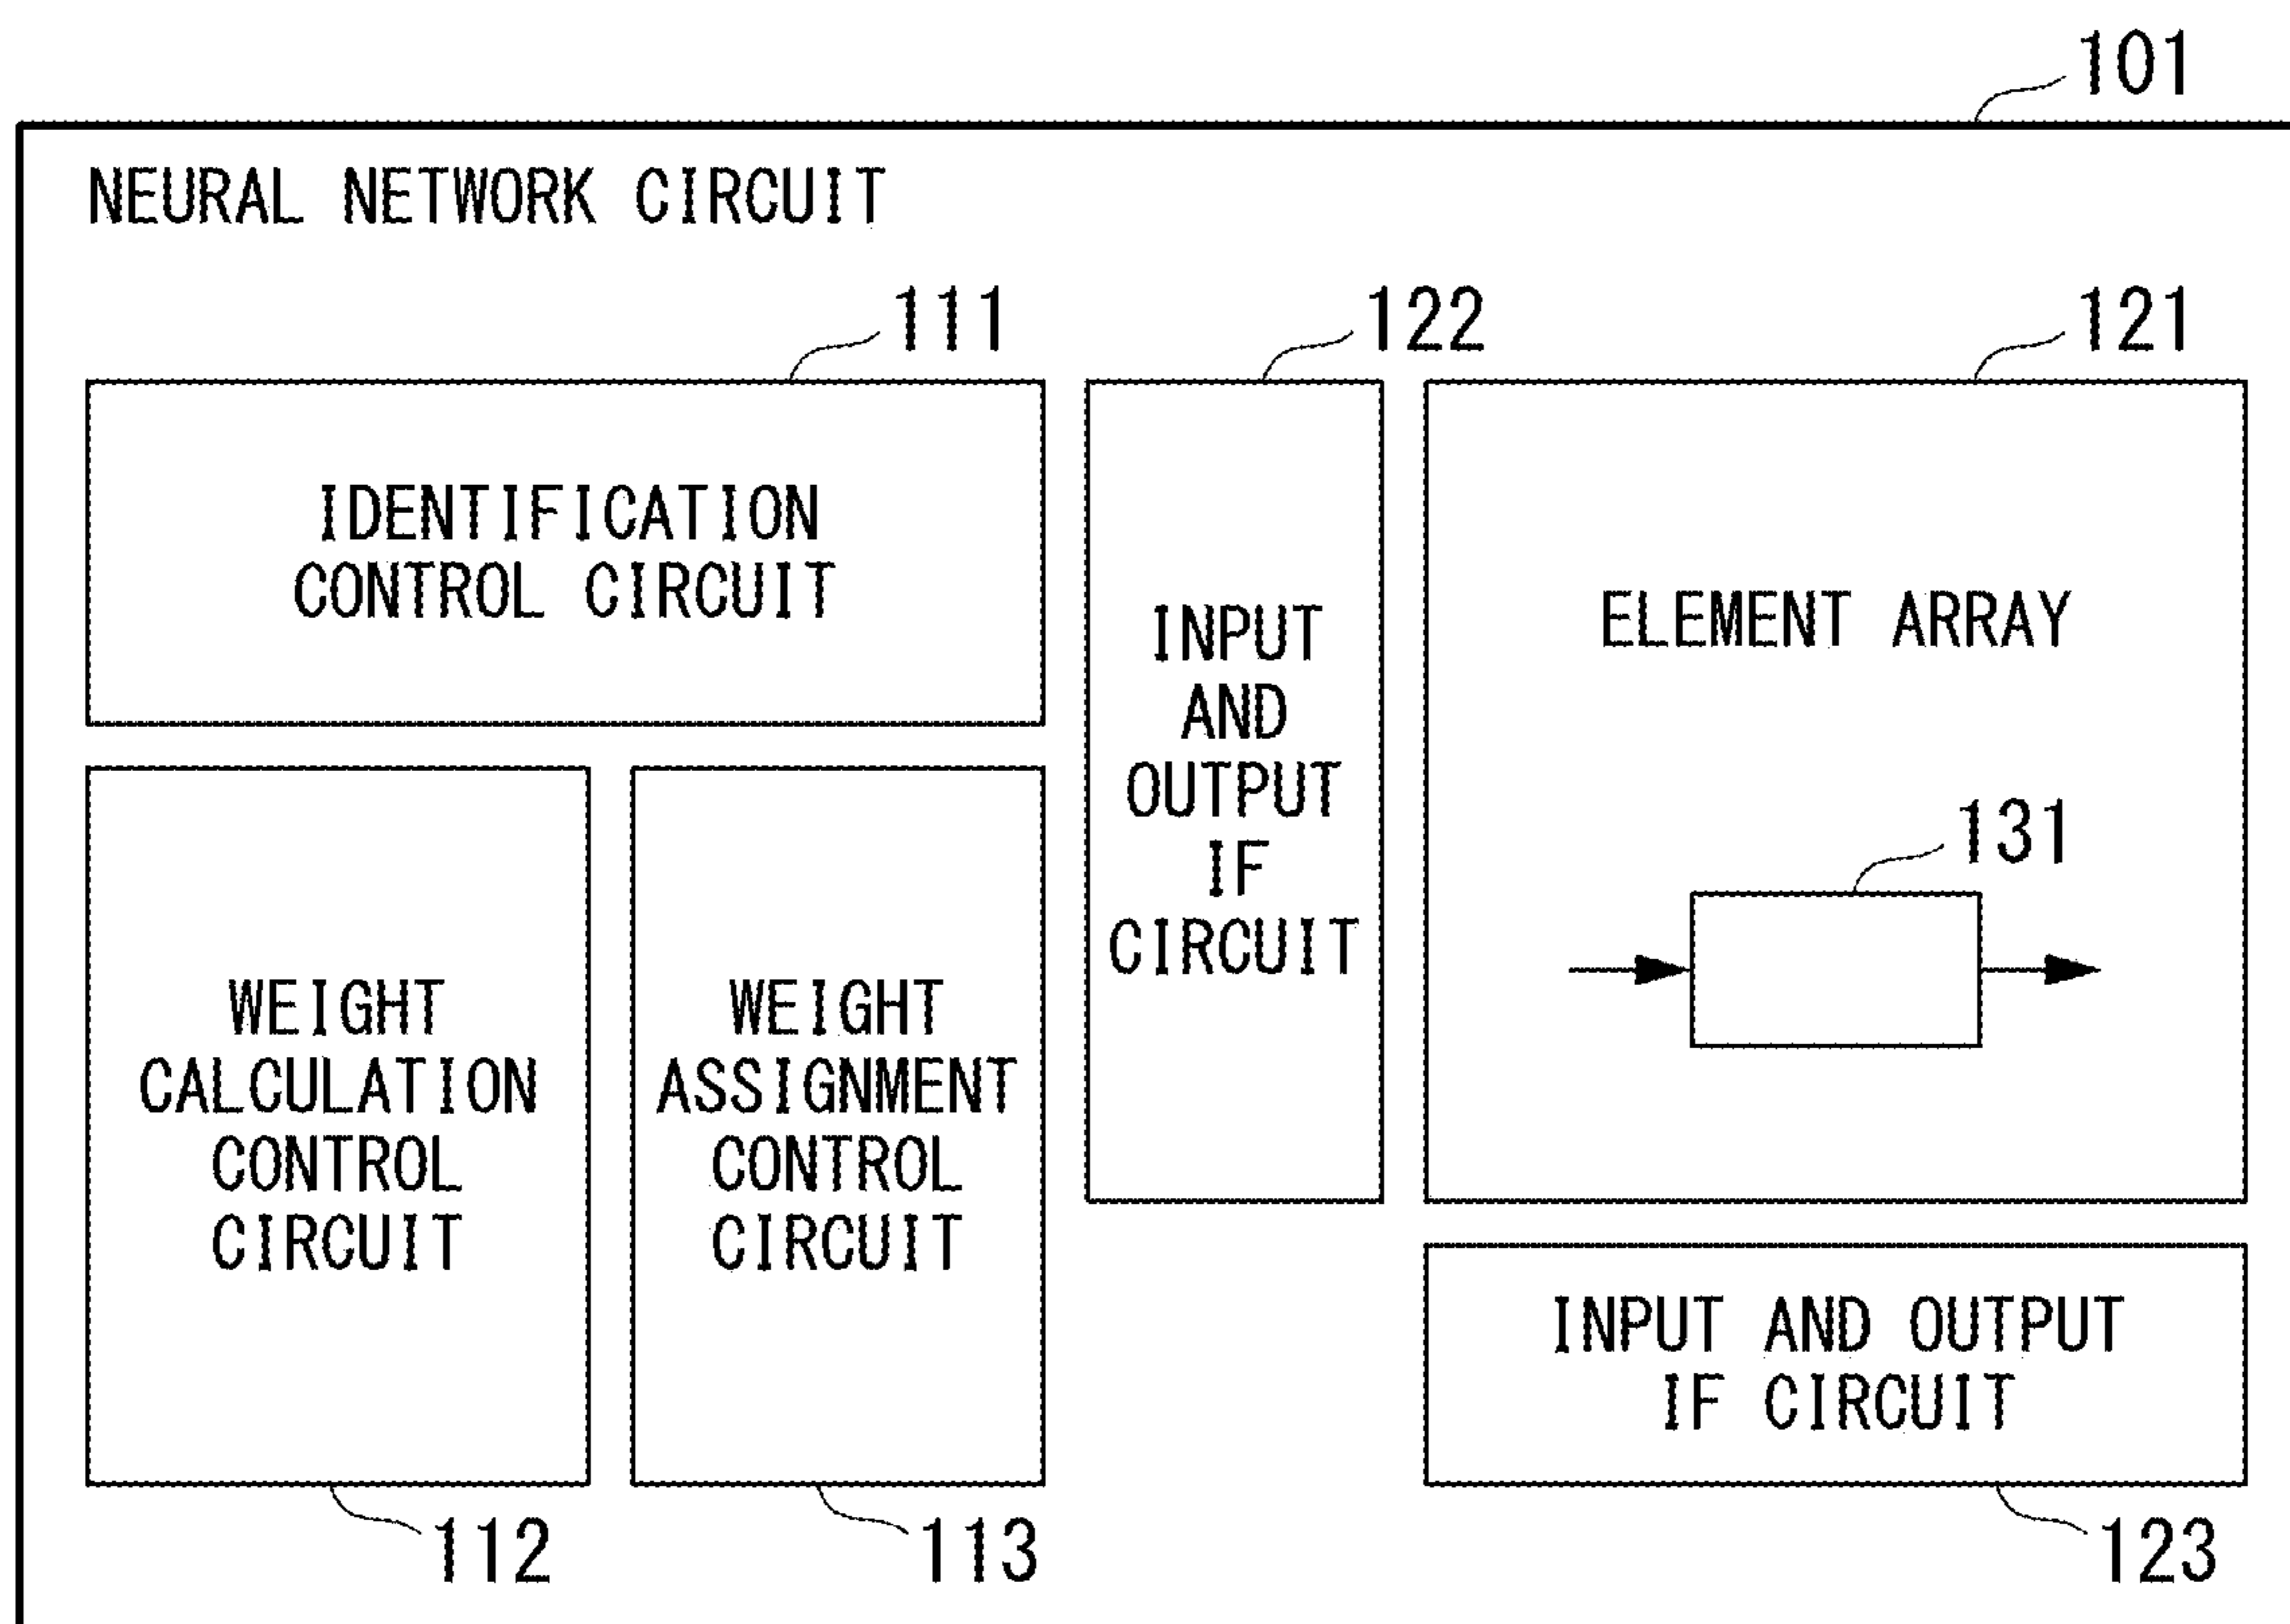 101
NEURAL NETWORK CIRCUIT
111
122
121
IDENTIFICATION
CONTROL CIRCUIT
INPUT
AND
OUTPUT
IF
CIRCUIT
ELEMENT ARRAY
131
WEIGHT
CALCULATION
CONTROL
CIRCUIT
WEIGHT
ASSIGNMENT
CONTROL
CIRCUIT
INPUT AND OUTPUT
IF CIRCUIT
112
113
123